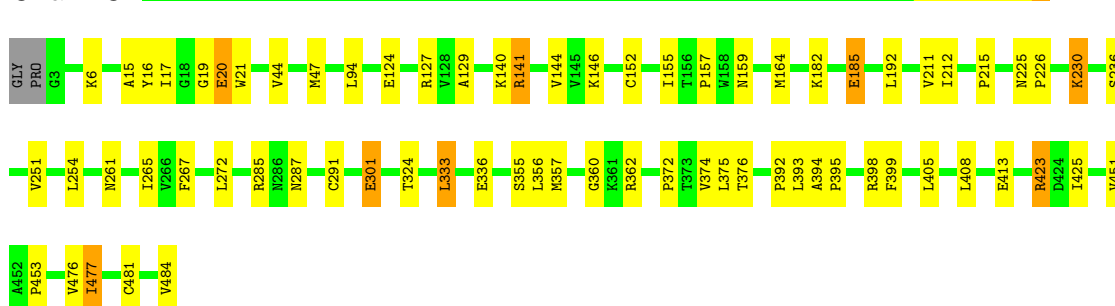 GLY PRO G3 K6 A15 Y16 I17 G18 G19 E20 W21 V44 M47 L94 E124 R127 V128 A129 K140 R141 V144 V145 K146 C152 I155 T156 P157 W158 N159 M164 K182 E185 L192 V211 I212 P215 N225 P226 K230 S236
V251 L254 N261 I265 V266 F267 L272 R285 N286 N287 C291 E301 T324 L333 E336 S355 L356 M357 G360 K361 R362 P372 T373 V374 L375 T376 P392 L393 A394 P395 R398 F399 L405 L408 E413 R423 D424 I425 V451
A452 P453 V476 I477 C481 V484